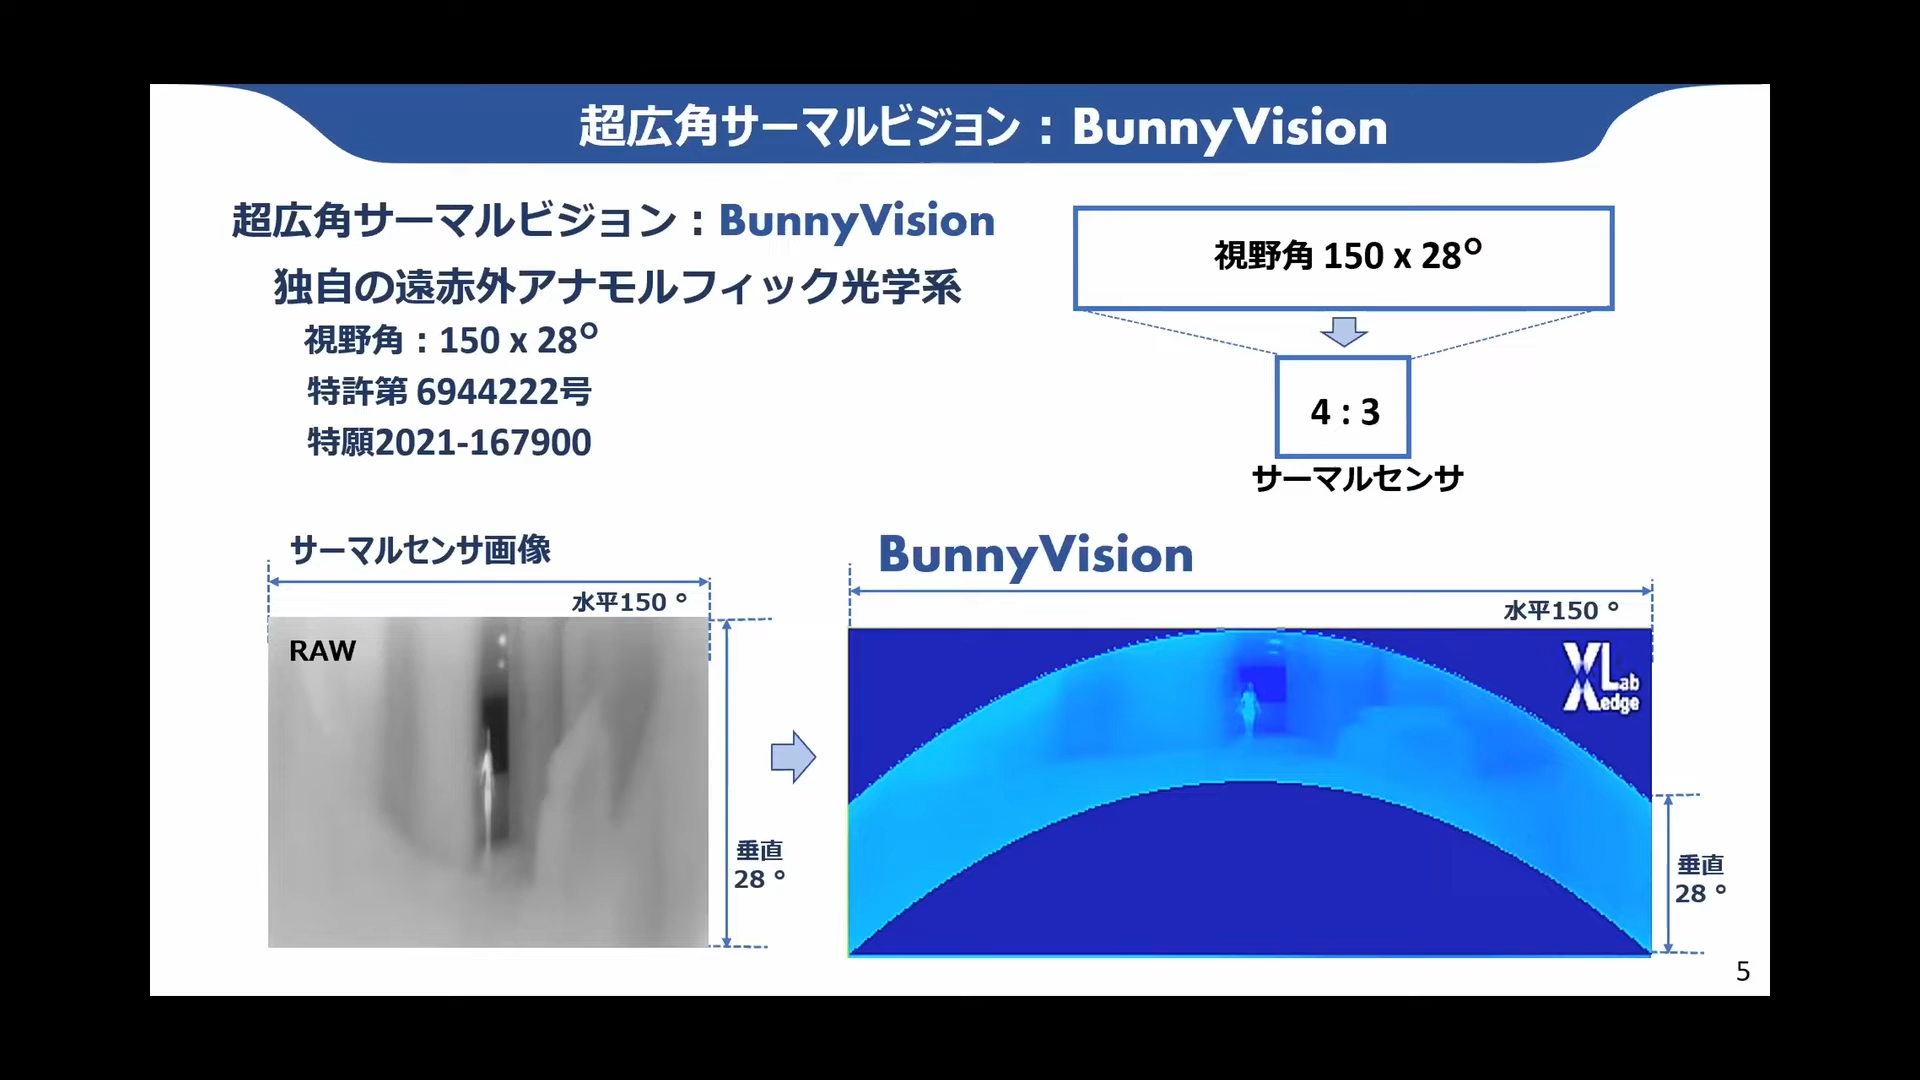 超広角サーマルビジョン：BunnyVision
超広角サーマルビジョン：BunnyVision
独自の遠赤外アナモルフィック光学系
視野角：150 x 28°
特許第 6944222号
特願2021-167900
視野角 150 x 28°
4 : 3
サーマルセンサ
サーマルセンサ画像
水平150 °
RAW
垂直
28 °
BunnyVision
水平150 °
XLab
Xedge
垂直
28 °
5